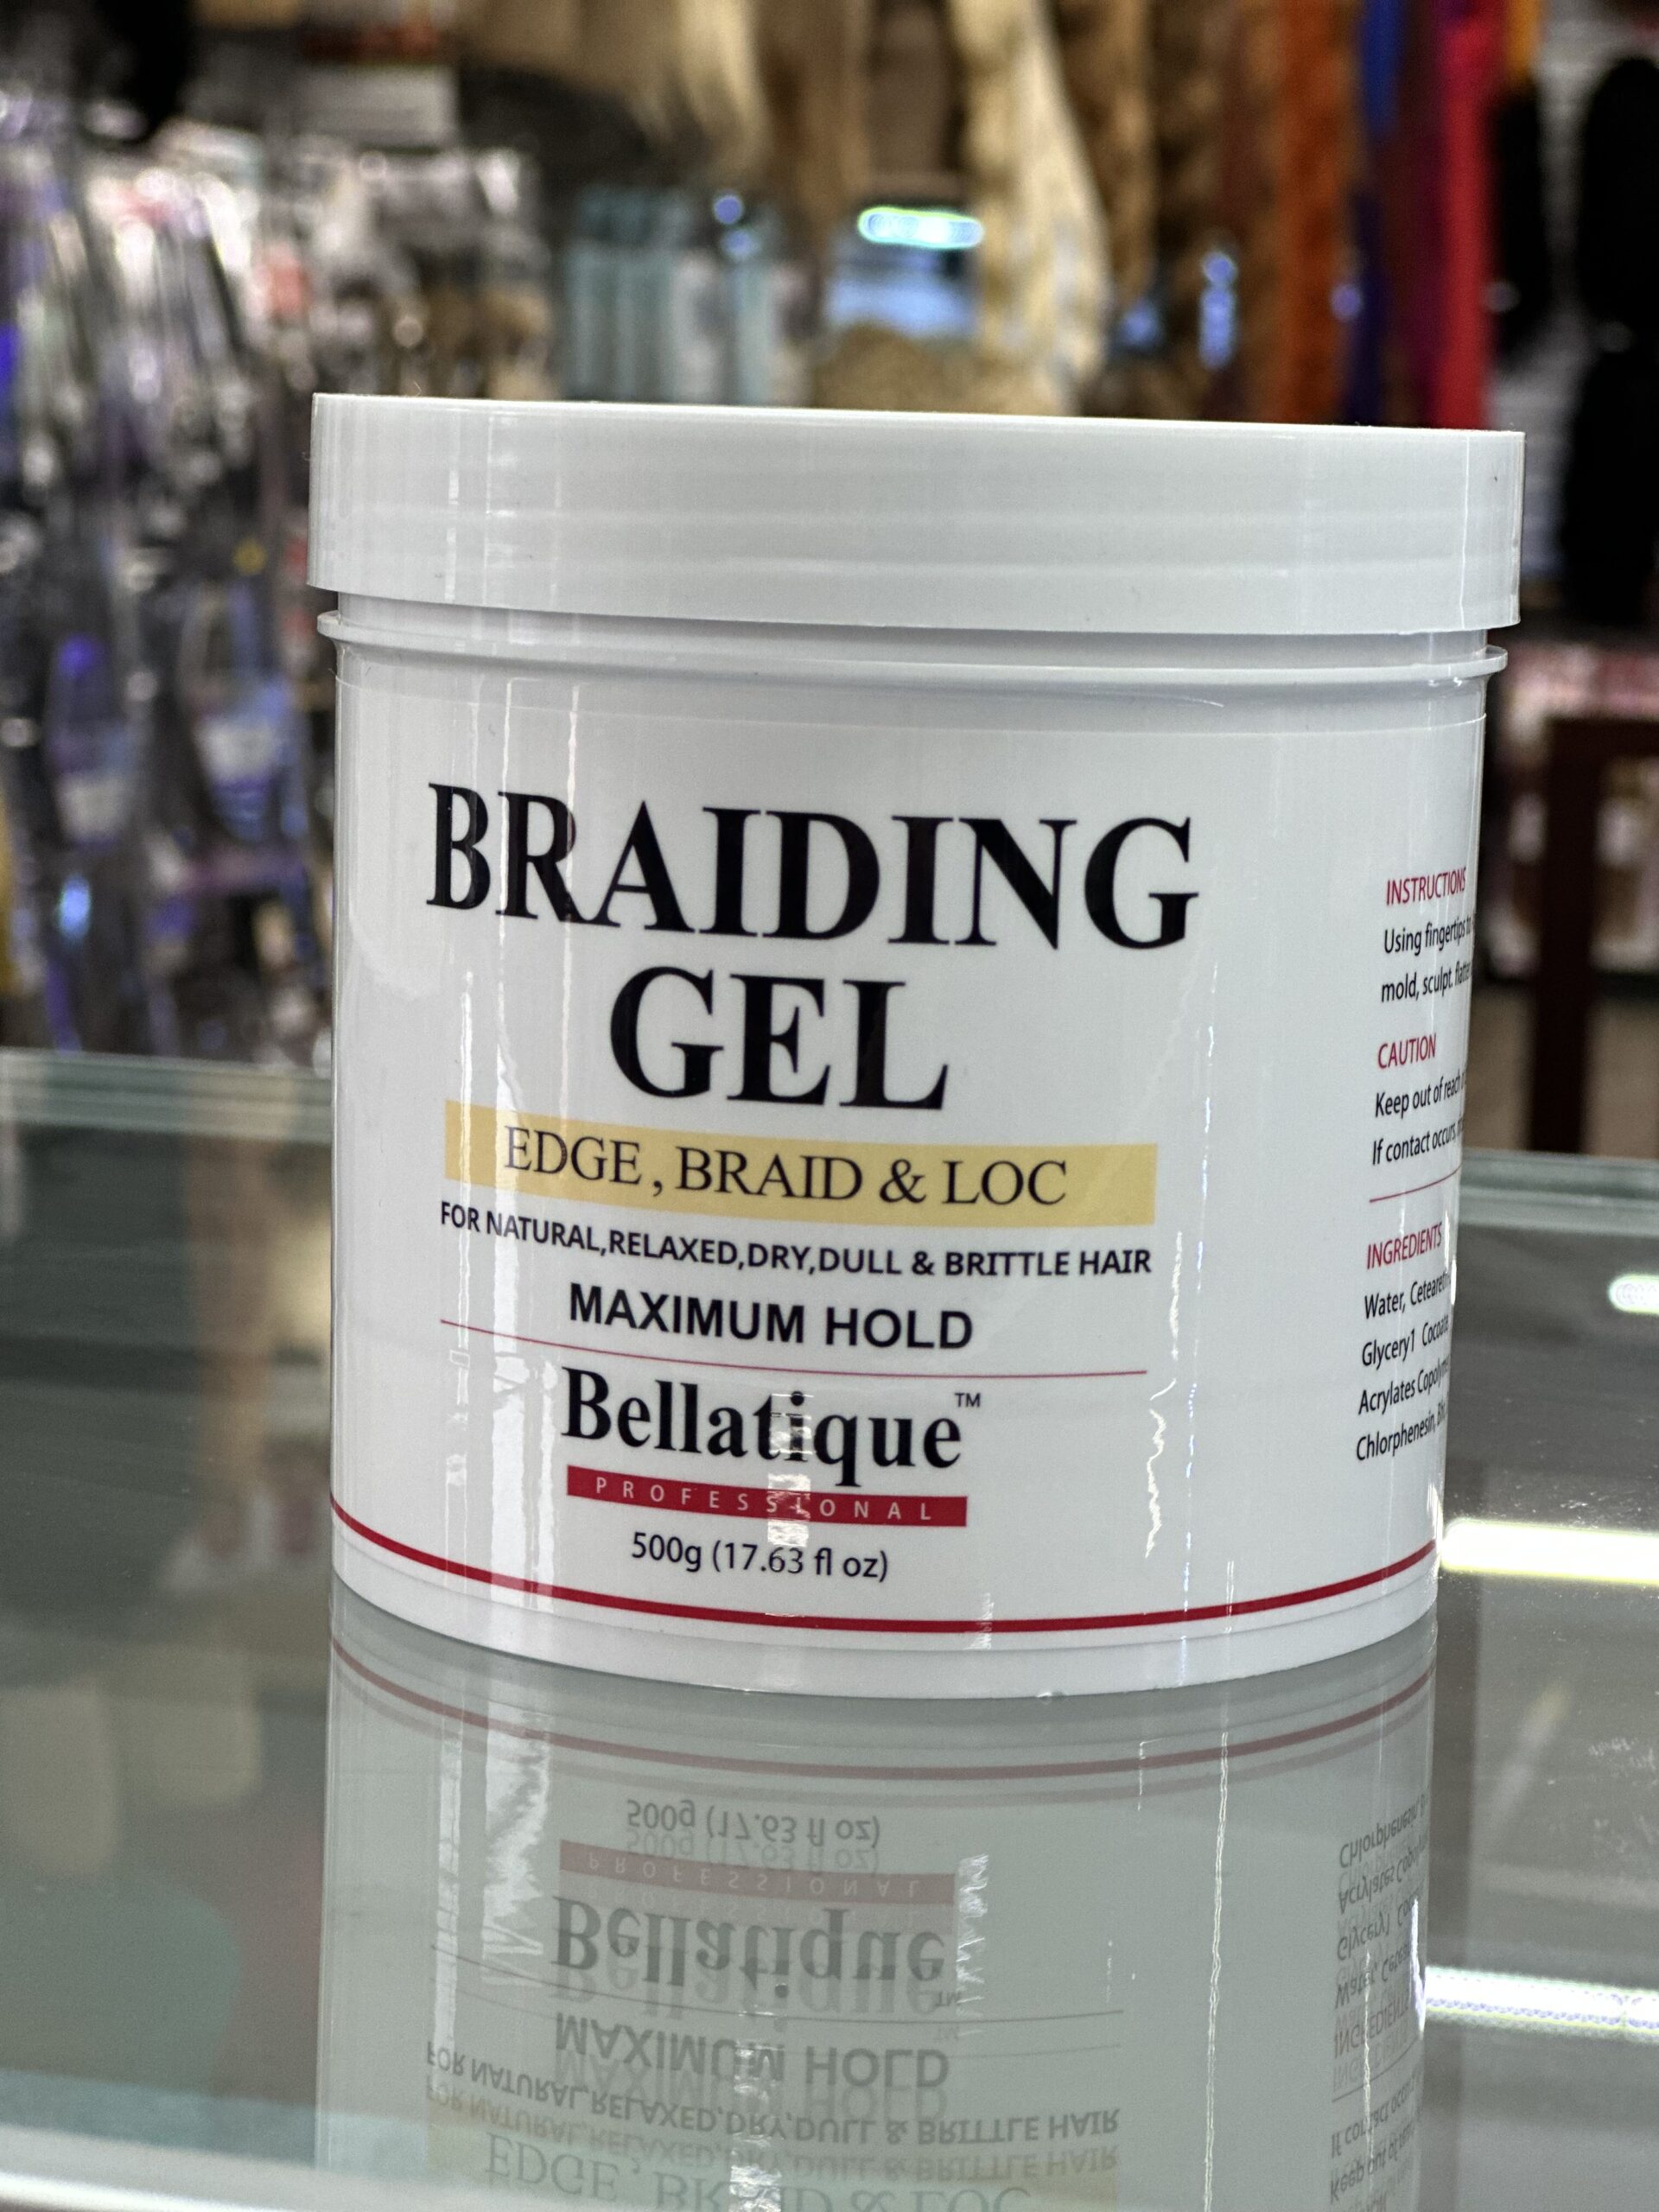 BRAIDING
GEL
EDGE, BRAID & LOC
FOR NATURAL,RELAXED,DRY,DULL & BRITTLE HAIR
MAXIMUM HOLD
Bellatique™
PROFESSIONAL
500g (17.63 fl oz)
INSTRUCTIONS
Using fingertips
mold, sculpt.
CAUTION
Keep out of reach
If contact occurs,
INGREDIENTS
Water,
Glycery1
Acrylates
Chlorphenesin,